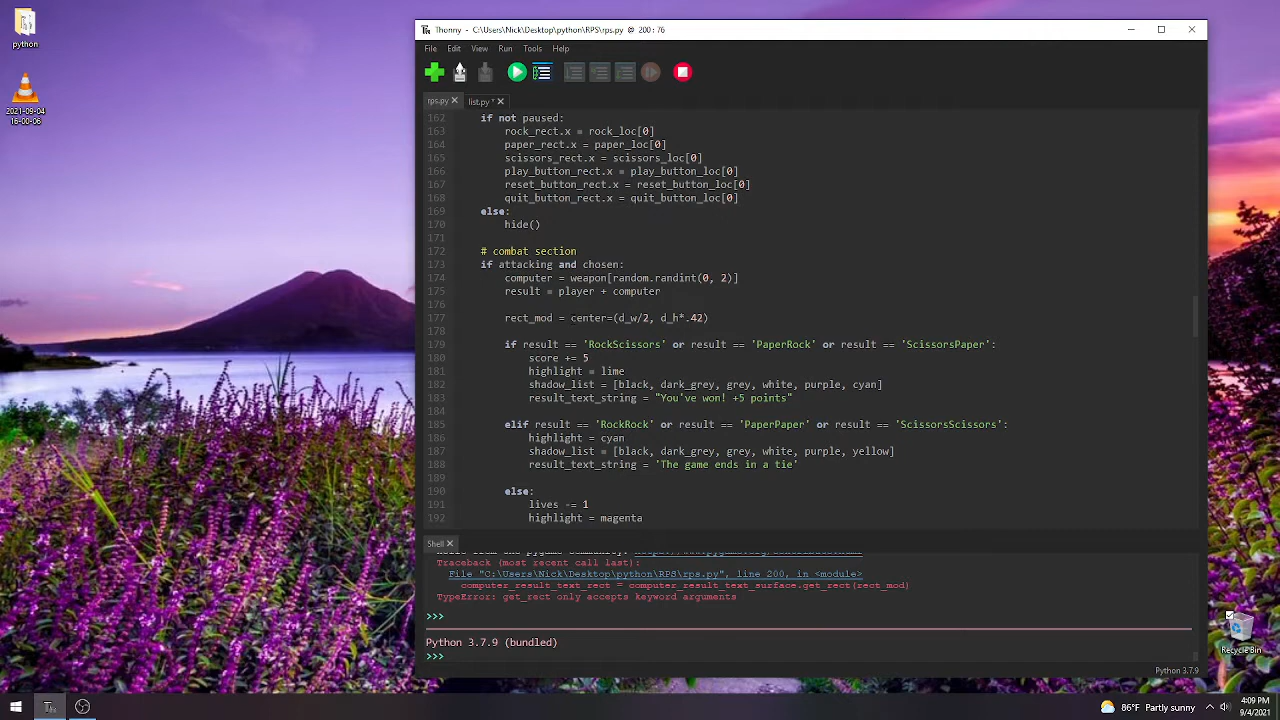 python
2021-09-04
16-00-06
Thonny - C:\Users\Nick\Desktop\python\RPS\rps.py @ 200:76
File Edit View Run Tools Help
rps.py list.py *
162 if not paused:
163 rock_rect.x = rock_loc[0]
164 paper_rect.x = paper_loc[0]
165 scissors_rect.x = scissors_loc[0]
166 play_button_rect.x = play_button_loc[0]
167 reset_button_rect.x = reset_button_loc[0]
168 quit_button_rect.x = quit_button_loc[0]
169 else:
170 hide()
171
172 # combat section
173 if attacking and chosen:
174 computer = weapon[random.randint(0, 2)]
175 result = player + computer
176
177 rect_mod = center=(d_w/2, d_h*.42)
178
179 if result == 'RockScissors' or result == 'PaperRock' or result == 'ScissorsPaper':
180 score += 5
181 highlight = lime
182 shadow_list = [black, dark_grey, grey, white, purple, cyan]
183 result_text_string = "You've won! +5 points"
184
185 elif result == 'RockRock' or result == 'PaperPaper' or result == 'ScissorsScissors':
186 highlight = cyan
187 shadow_list = [black, dark_grey, grey, white, purple, yellow]
188 result_text_string = 'The game ends in a tie'
189
190 else:
191 lives -= 1
192 highlight = magenta
Shell
Traceback (most recent call last):
File "C:\Users\Nick\Desktop\python\RPS\rps.py", line 200, in <module>
computer_result_text_rect = computer_result_text_surface.get_rect(rect_mod)
TypeError: get_rect only accepts keyword arguments
>>>
Python 3.7.9 (bundled)
>>>
Python 3.7.9
Recycle Bin
86°F Partly sunny
4:09 PM
9/4/2021